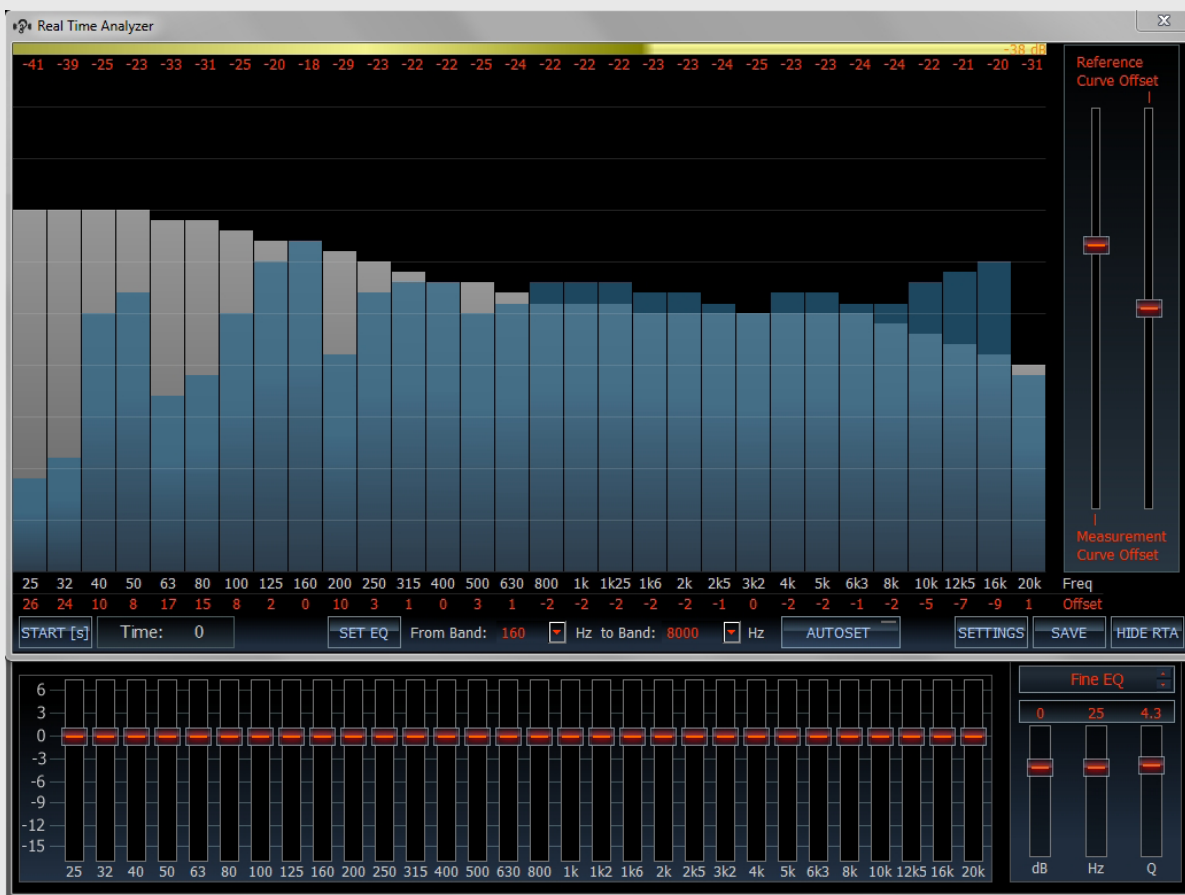 Real Time Analyzer
-38 dB
-41 -39 -25 -23 -33 -31 -25 -20 -18 -29 -23 -22 -22 -25 -24 -22 -22 -22 -23 -23 -24 -25 -23 -23 -24 -24 -22 -21 -20 -31
Reference
Curve Offset
Measurement
Curve Offset
25 32 40 50 63 80 100 125 160 200 250 315 400 500 630 800 1k 1k25 1k6 2k 2k5 3k2 4k 5k 6k3 8k 10k 12k5 16k 20k Freq
26 24 10 8 17 15 8 2 0 10 3 1 0 3 1 -2 -2 -2 -2 -2 -1 0 -2 -2 -1 -2 -5 -7 -9 1 Offset
START [s] Time: 0 SET EQ From Band: 160 Hz to Band: 8000 Hz AUTOSET SETTINGS SAVE HIDE RTA
6
3
0
-3
-6
-9
-12
-15
25 32 40 50 63 80 100 125 160 200 250 315 400 500 630 800 1k 1k2 1k6 2k 2k5 3k2 4k 5k 6k3 8k 10k 12k5 16k 20k
Fine EQ
0 25 4.3
dB Hz Q